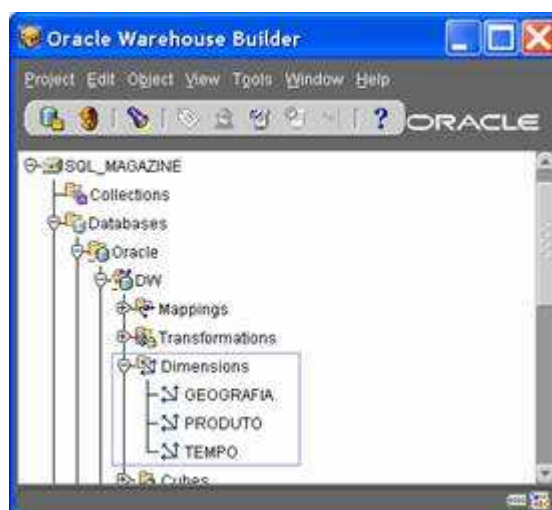 Oracle Warehouse Builder
Project Edit Object View Tools Window Help
ORACLE
SQL_MAGAZINE
Collections
Databases
Oracle
DW
Mappings
Transformations
Dimensions
GEOGRAFIA
PRODUTO
TEMPO
Cubes